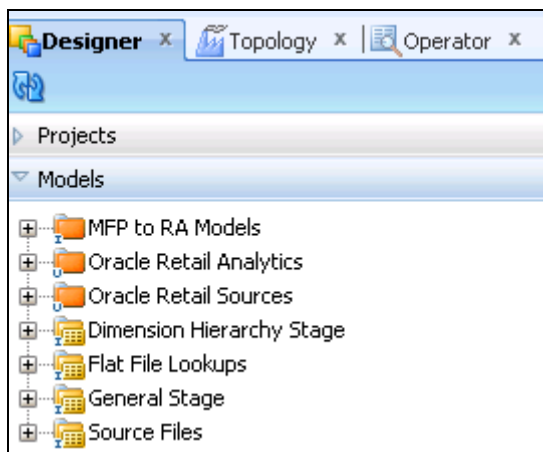 Designer x Topology x Operator x
Projects
Models
MFP to RA Models
Oracle Retail Analytics
Oracle Retail Sources
Dimension Hierarchy Stage
Flat File Lookups
General Stage
Source Files